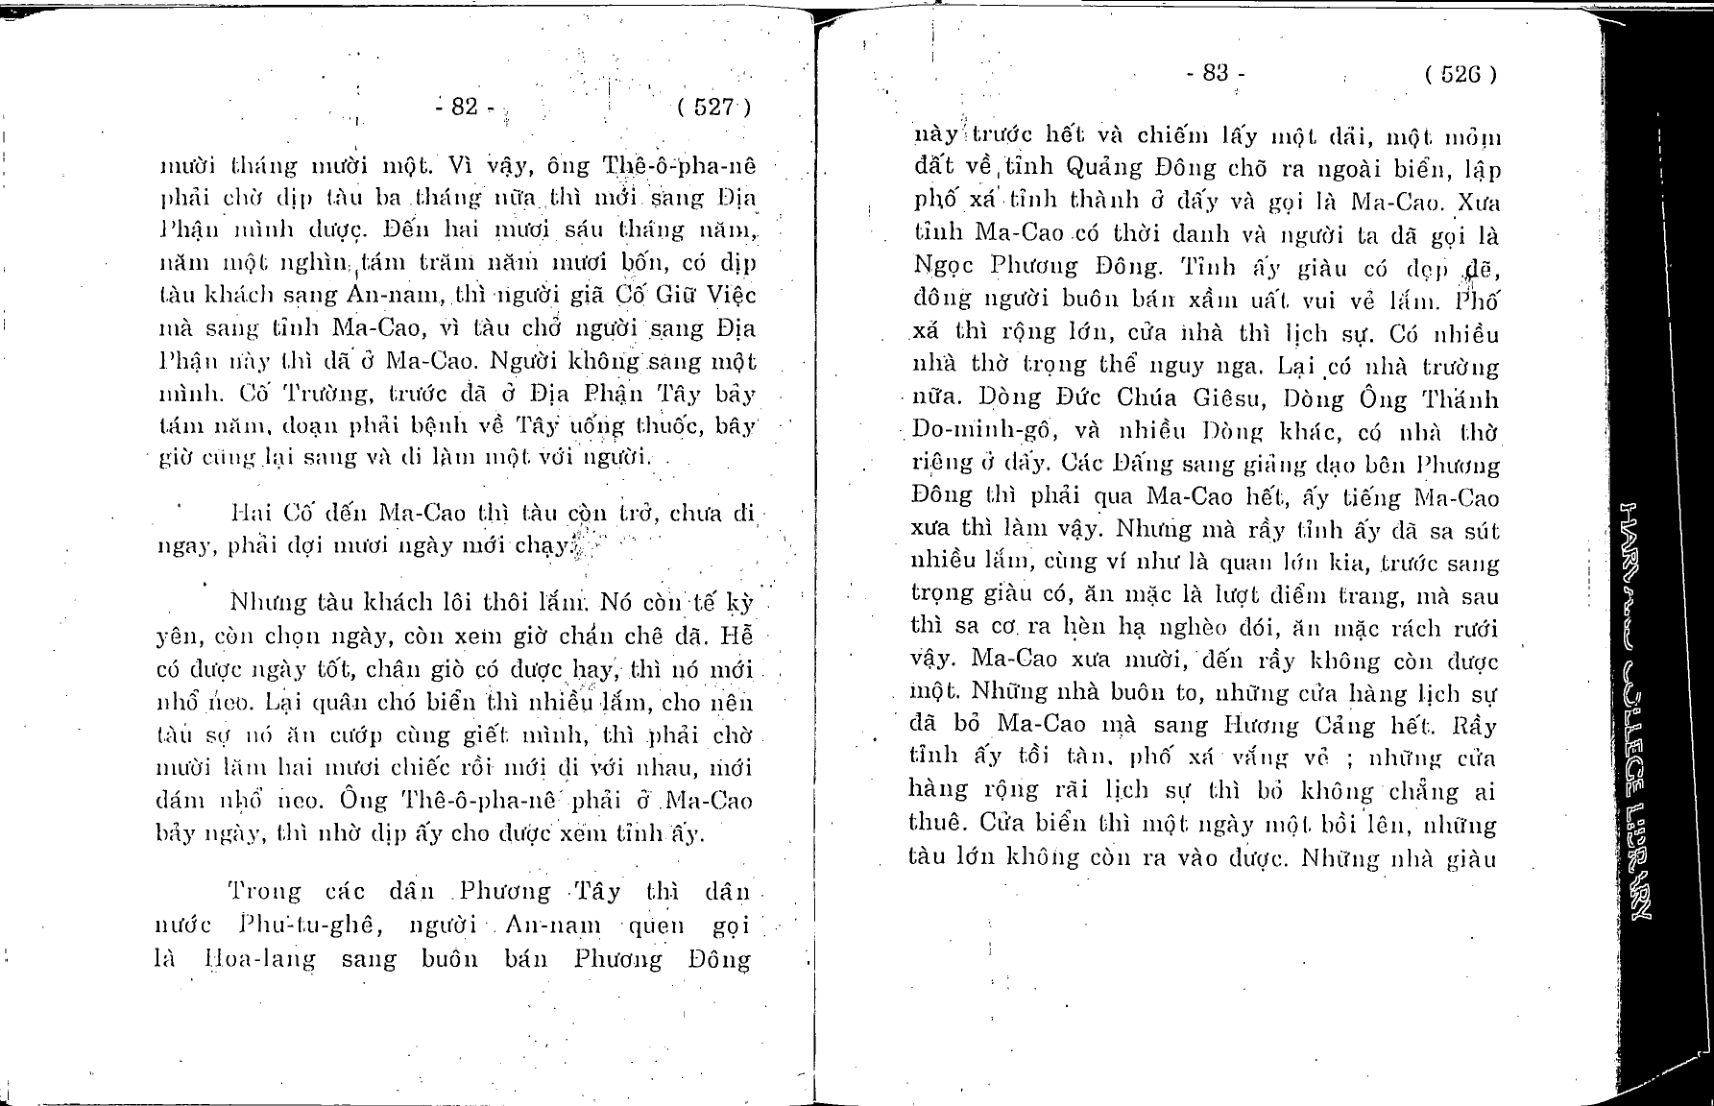 - 82 - ( 527 )
mười tháng mười một. Vì vậy, ông Thê-ô-pha-nê
phải chờ dịp tàu ba tháng nữa thì mới sang Địa
Phận mình được. Đến hai mươi sáu tháng năm,
năm một nghìn tám trăm năm mươi bốn, có dịp
tàu khách sang An-nam, thì người giã Cố Giữ Việc
mà sang tỉnh Ma-Cao, vì tàu chở người sang Địa
Phận này thì đã ở Ma-Cao. Người không sang một
mình. Cố Trường, trước đã ở Địa Phận Tây bảy
tám năm, đoạn phải bệnh về Tây uống thuốc, bây
giờ cũng lại sang và đi làm một với người.
Hai Cố đến Ma-Cao thì tàu còn trở, chưa đi
ngay, phải đợi mươi ngày mới chạy.
Nhưng tàu khách lôi thôi lắm. Nó còn tế kỳ
yên, còn chọn ngày, còn xem giờ chán chê đã. Hễ
có được ngày tốt, chân giò có được hay, thì nó mới
nhổ neo. Lại quân chó biển thì nhiều lắm, cho nên
tàu sợ nó ăn cướp cùng giết mình, thì phải chờ
mười lăm hai mươi chiếc rồi mới đi với nhau, mới
dám nhổ neo. Ông Thê-ô-pha-nê phải ở Ma-Cao
bảy ngày, thì nhờ dịp ấy cho được xem tỉnh ấy.
Trong các dân Phương Tây thì dân
nước Phu-tu-ghê, người An-nam quen gọi
là Hoa-lang sang buôn bán Phương Đông
- 83 - ( 526 )
này trước hết và chiếm lấy một dải, một mỏm
đất về tỉnh Quảng Đông chõ ra ngoài biển, lập
phố xá tỉnh thành ở đấy và gọi là Ma-Cao. Xưa
tỉnh Ma-Cao có thời danh và người ta đã gọi là
Ngọc Phương Đông. Tỉnh ấy giàu có đẹp đẽ,
đông người buôn bán xầm uất vui vẻ lắm. Phố
xá thì rộng lớn, cửa nhà thì lịch sự. Có nhiều
nhà thờ trọng thể nguy nga. Lại có nhà trường
nữa. Dòng Đức Chúa Giêsu, Dòng Ông Thánh
Do-minh-gô, và nhiều Dòng khác, có nhà thờ
riêng ở đấy. Các Đấng sang giảng đạo bên Phương
Đông thì phải qua Ma-Cao hết, ấy tiếng Ma-Cao
xưa thì làm vậy. Nhưng mà rầy tỉnh ấy đã sa sút
nhiều lắm, cùng ví như là quan lớn kia, trước sang
trọng giàu có, ăn mặc là lượt điểm trang, mà sau
thì sa cơ ra hèn hạ nghèo đói, ăn mặc rách rưới
vậy. Ma-Cao xưa mười, đến rầy không còn được
một. Những nhà buôn to, những cửa hàng lịch sự
đã bỏ Ma-Cao mà sang Hương Cảng hết. Rầy
tỉnh ấy tồi tàn, phố xá vắng vẻ ; những cửa
hàng rộng rãi lịch sự thì bỏ không chẳng ai
thuê. Cửa biển thì một ngày một bồi lên, những
tàu lớn không còn ra vào được. Những nhà giàu
HARVARD COLLEGE LIBRARY